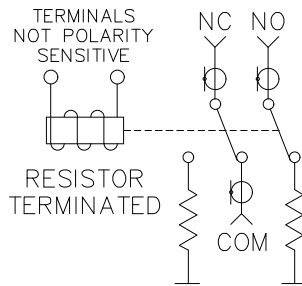 TERMINALS
NOT POLARITY
SENSITIVE
NC NO
RESISTOR
TERMINATED
COM